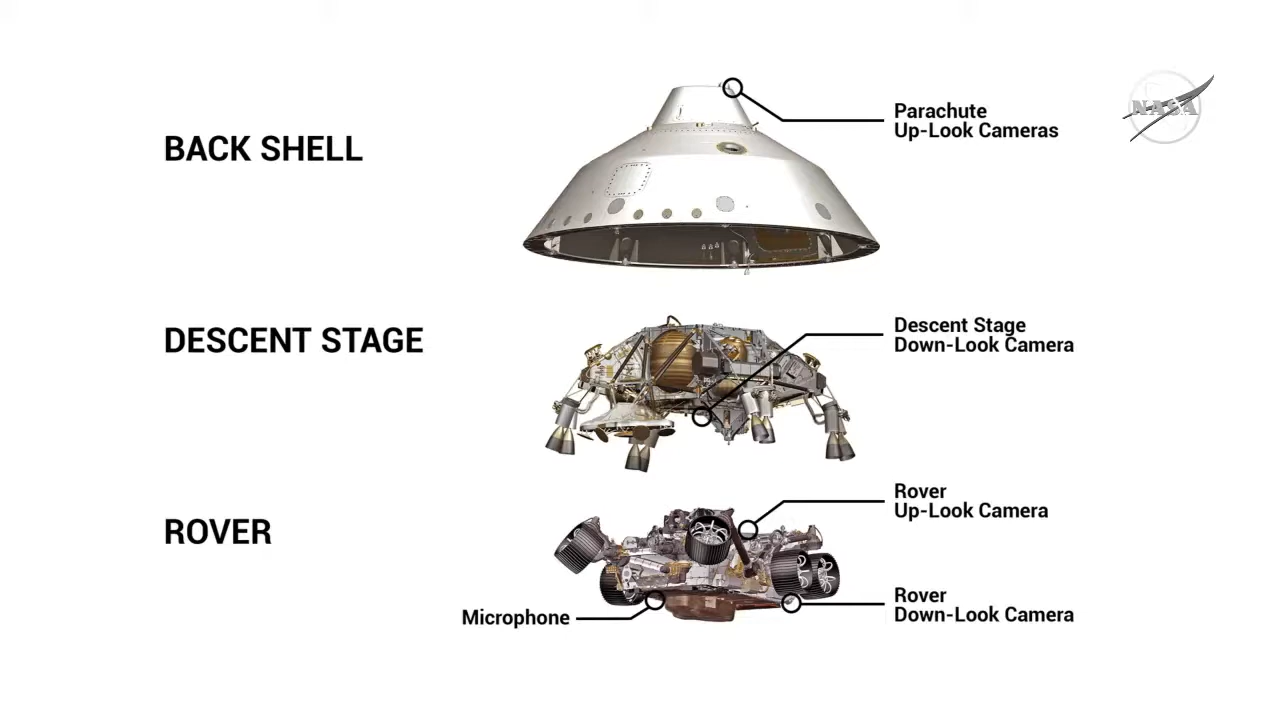 BACK SHELL
Parachute
Up-Look Cameras
NASA
DESCENT STAGE
Descent Stage
Down-Look Camera
ROVER
Rover
Up-Look Camera
Microphone
Rover
Down-Look Camera